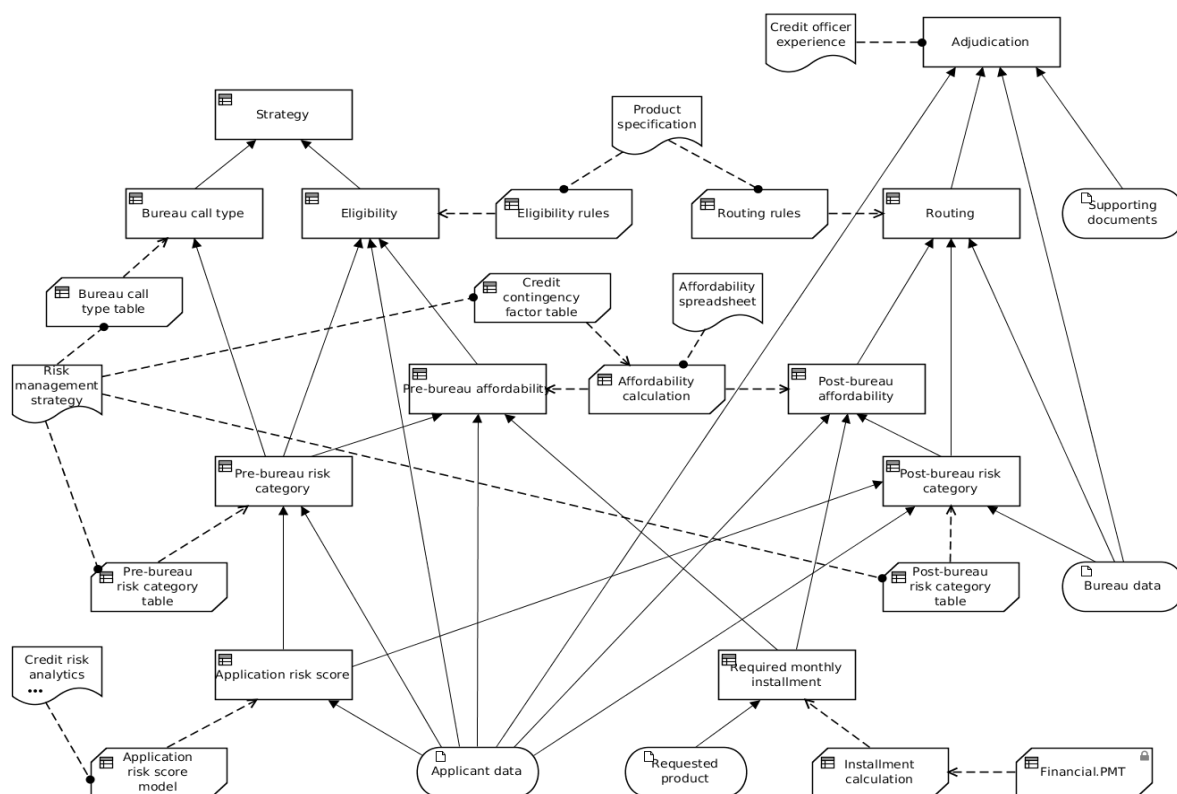 Credit officer
experience
Adjudication
Strategy
Product
specification
Bureau call type
Eligibility
Eligibility rules
Routing rules
Routing
Supporting
documents
Bureau call
type table
Credit
contingency
factor table
Affordability
spreadsheet
Risk
management
strategy
Pre-bureau affordability
Affordability
calculation
Post-bureau
affordability
Pre-bureau risk
category
Post-bureau risk
category
Pre-bureau
risk category
table
Post-bureau
risk category
table
Bureau data
Credit risk
analytics
Application risk score
Required monthly
installment
Application
risk score
model
Applicant data
Requested
product
Installment
calculation
Financial.PMT